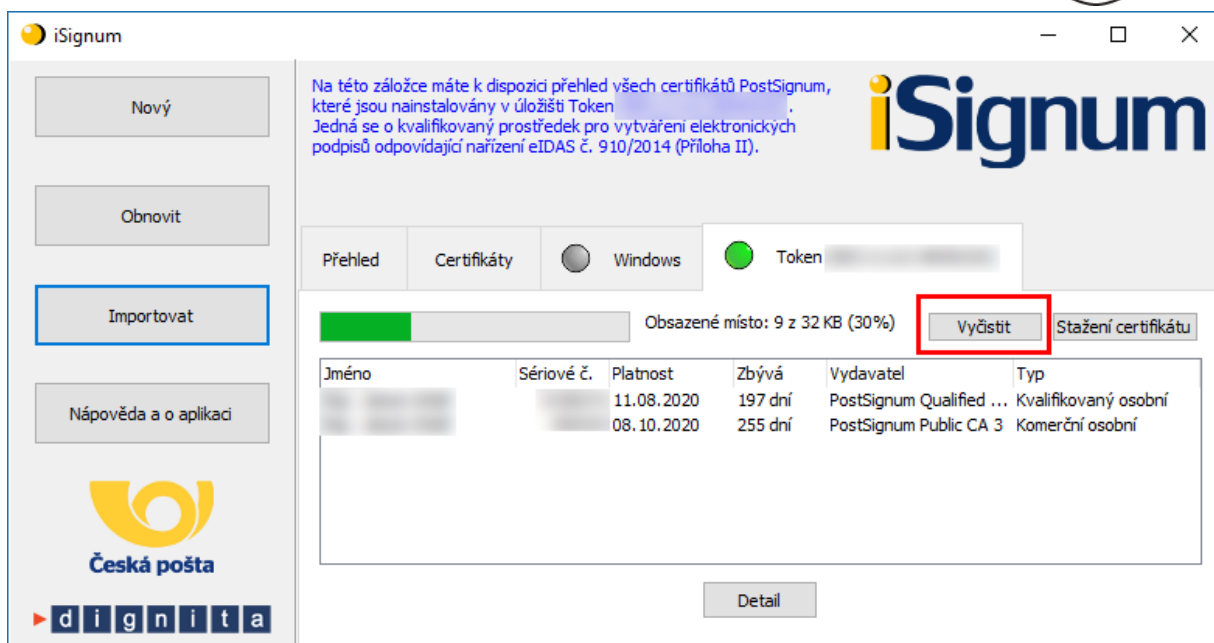 iSignum
Nový
Obnovit
Importovat
Nápověda a o aplikaci
Česká pošta
dignita
Na této záložce máte k dispozici přehled všech certifikátů PostSignum,
které jsou nainstalovány v úložišti Token .
Jedná se o kvalifikovaný prostředek pro vytváření elektronických
podpisů odpovídající nařízení eIDAS č. 910/2014 (Příloha II).
iSignum
Přehled Certifikáty Windows Token
Obsazené místo: 9 z 32 KB (30%) Vyčistit Stažení certifikátu
Jméno Sériové č. Platnost Zbývá Vydavatel Typ
11.08.2020 197 dní PostSignum Qualified ... Kvalifikovaný osobní
08.10.2020 255 dní PostSignum Public CA 3 Komerční osobní
Detail